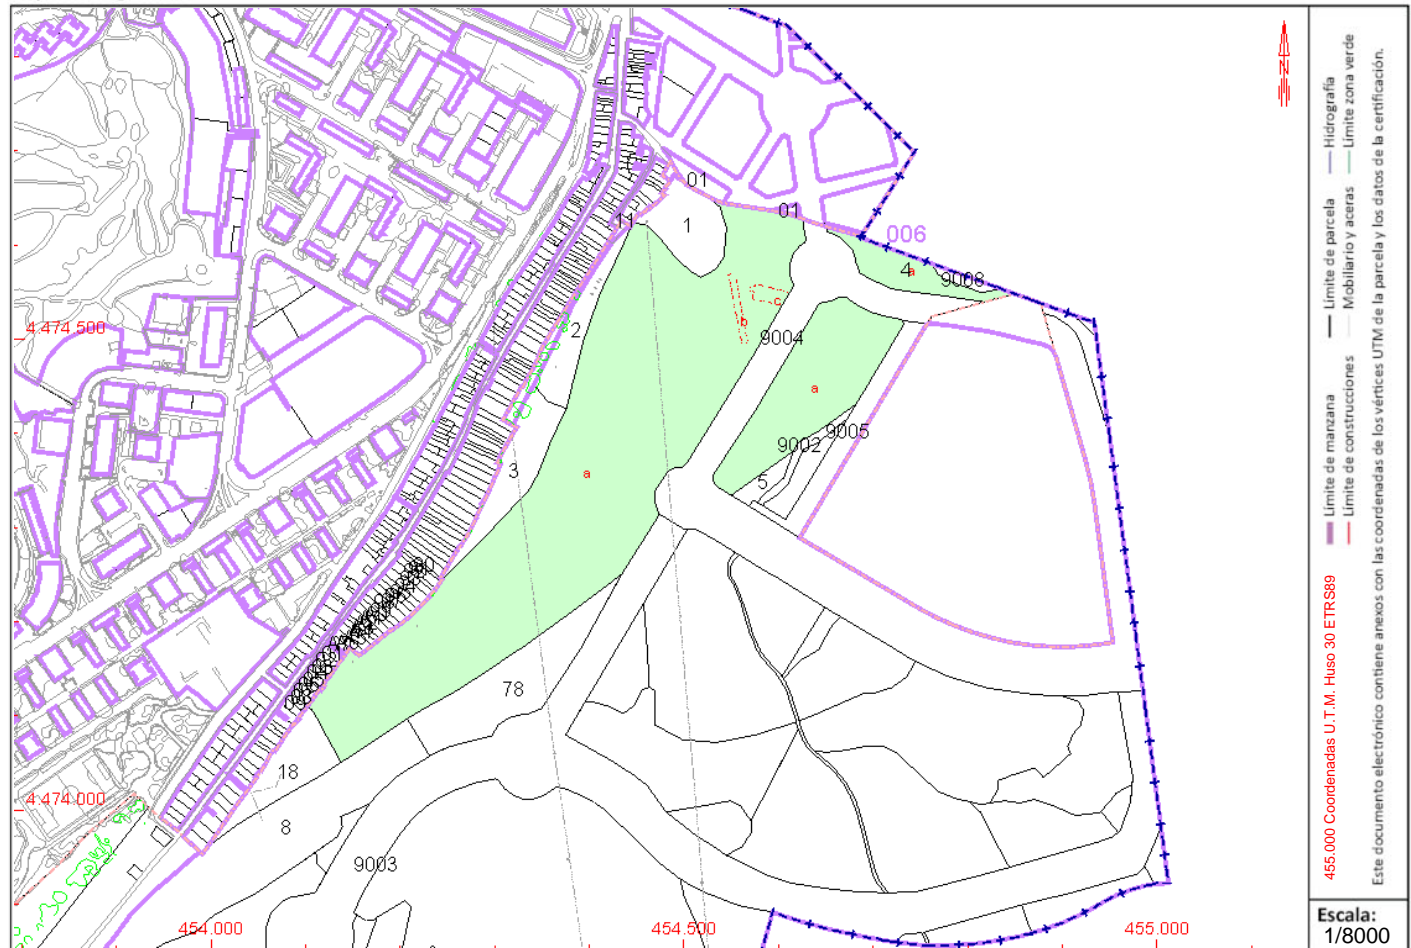 01
01
11
1
006
4
a
9008
4.474.500
2
c
b
9004
a
9005
9002
3
a
5
90
78
18
4.474.000
8
9003
454.000
454.500
455.000
N
Límite de manzana
Límite de parcela
Hidrografía
Límite de construcciones
Mobiliario y aceras
Límite zona verde
455.000 Coordenadas U.T.M. Huso 30 ETRS89
Este documento electrónico contiene anexos con las coordenadas de los vértices UTM de la parcela y los datos de la certificación.
Escala:
1/8000